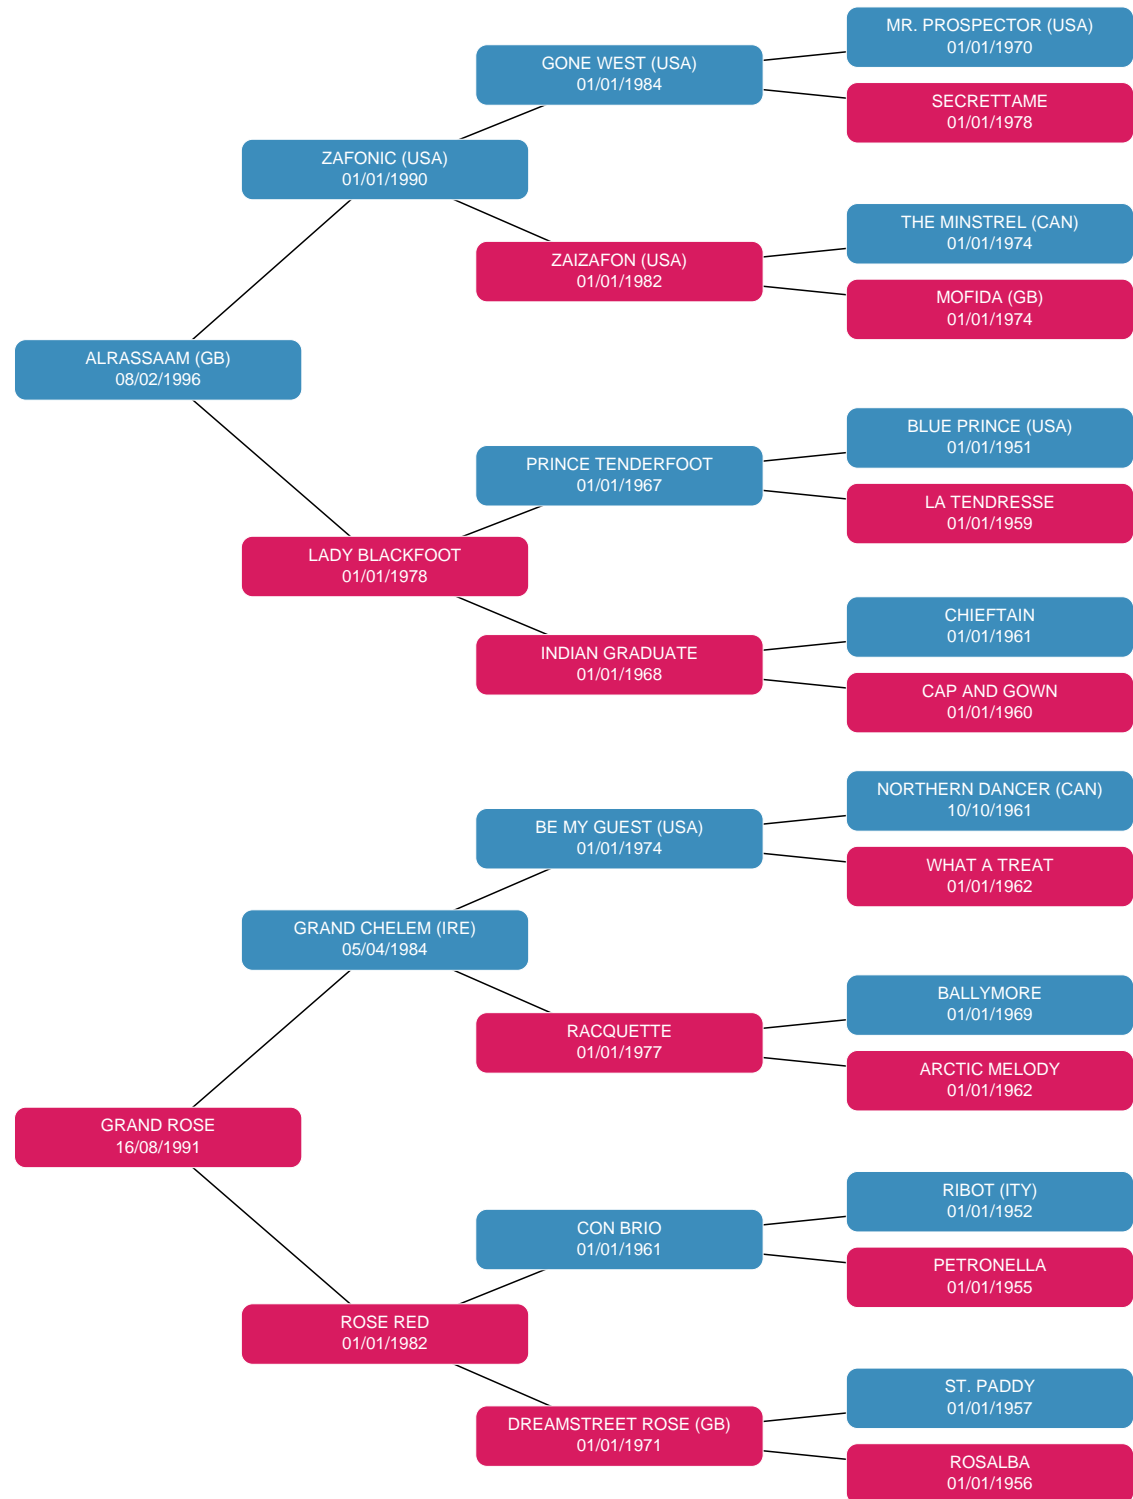 MR. PROSPECTOR (USA)
01/01/1970
GONE WEST (USA)
01/01/1984
SECRETTAME
01/01/1978
ZAFONIC (USA)
01/01/1990
THE MINSTREL (CAN)
01/01/1974
ZAIZAFON (USA)
01/01/1982
MOFIDA (GB)
01/01/1974
ALRASSAAM (GB)
08/02/1996
BLUE PRINCE (USA)
01/01/1951
PRINCE TENDERFOOT
01/01/1967
LA TENDRESSE
01/01/1959
LADY BLACKFOOT
01/01/1978
CHIEFTAIN
01/01/1961
INDIAN GRADUATE
01/01/1968
CAP AND GOWN
01/01/1960
NORTHERN DANCER (CAN)
10/10/1961
BE MY GUEST (USA)
01/01/1974
WHAT A TREAT
01/01/1962
GRAND CHELEM (IRE)
05/04/1984
BALLYMORE
01/01/1969
RACQUETTE
01/01/1977
ARCTIC MELODY
01/01/1962
GRAND ROSE
16/08/1991
RIBOT (ITY)
01/01/1952
CON BRIO
01/01/1961
PETRONELLA
01/01/1955
ROSE RED
01/01/1982
ST. PADDY
01/01/1957
DREAMSTREET ROSE (GB)
01/01/1971
ROSALBA
01/01/1956